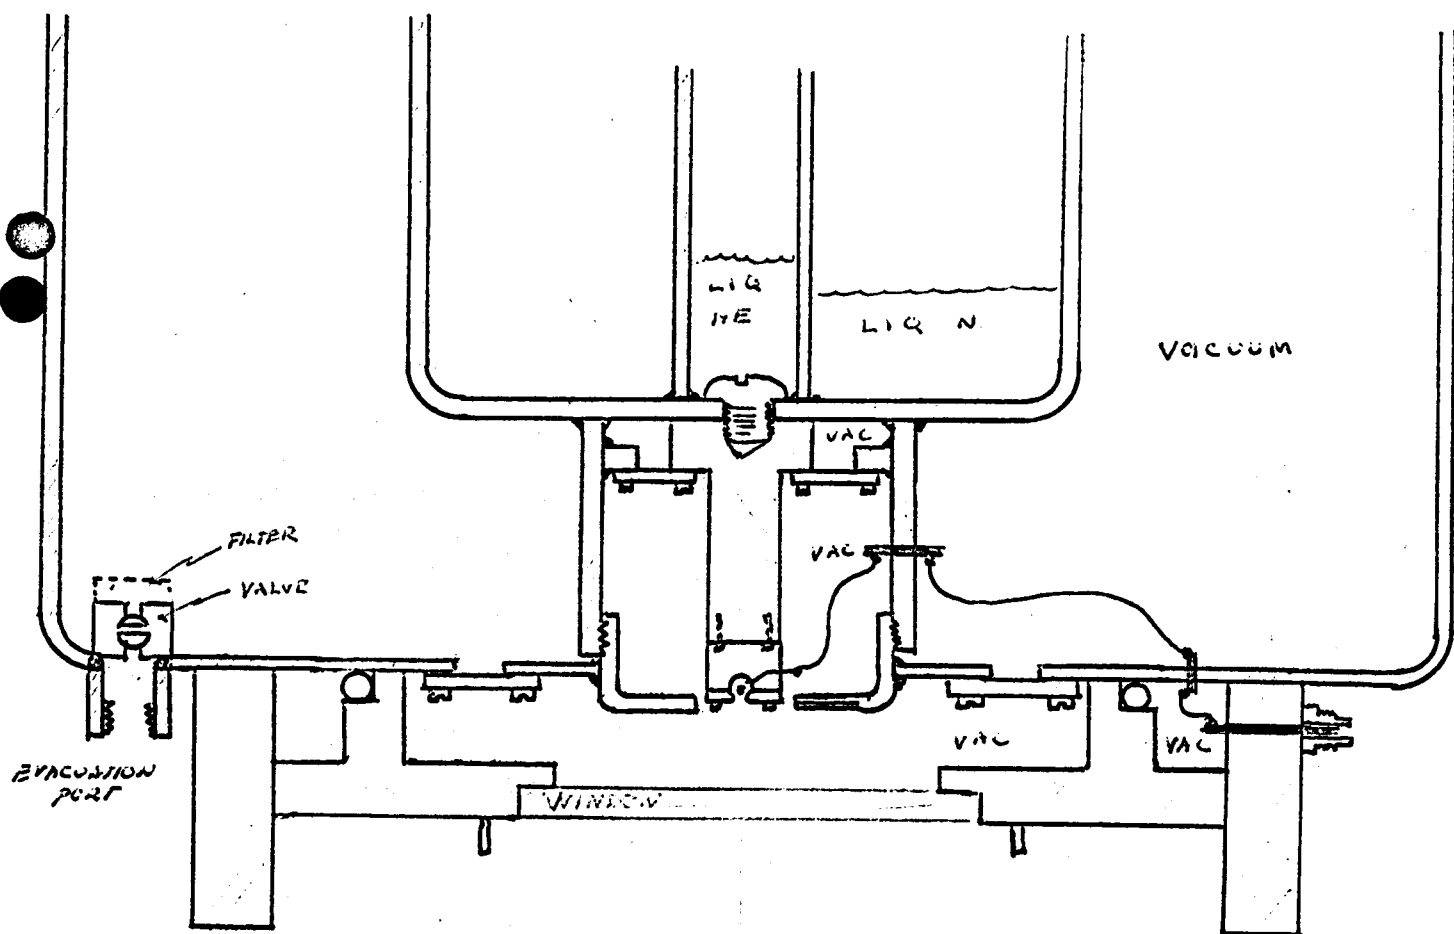 LIQ
HE
LIQ N
VACUUM
VAC
FILTER
VAC
VALVE
VAC
VAC
EVACUATION
PORT
WINDOW